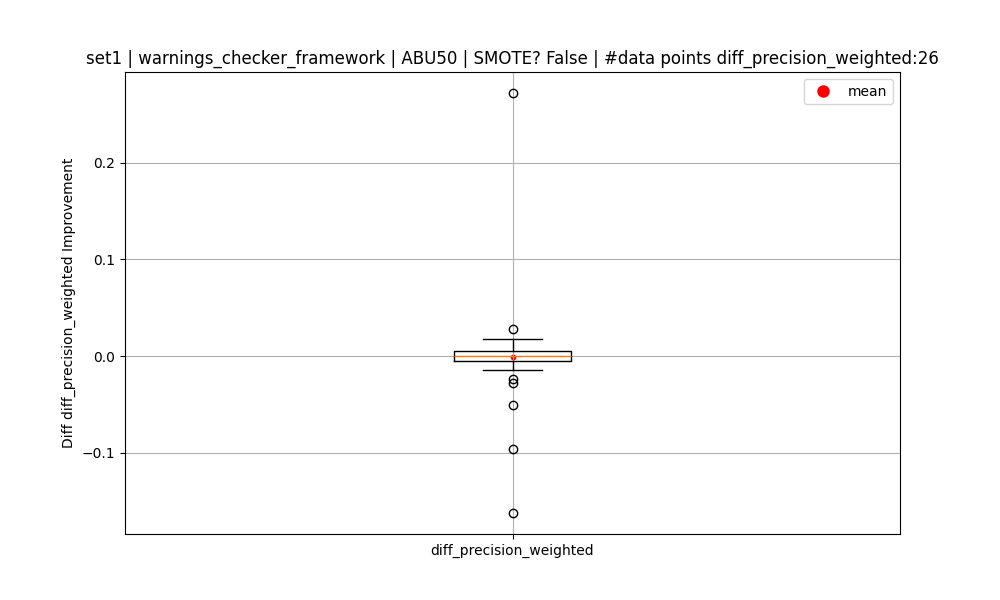 set1 | warnings_checker_framework | ABU50 | SMOTE? False | #data points diff_precision_weighted:26
mean
Diff diff_precision_weighted Improvement
0.2
0.1
0.0
−0.1
diff_precision_weighted